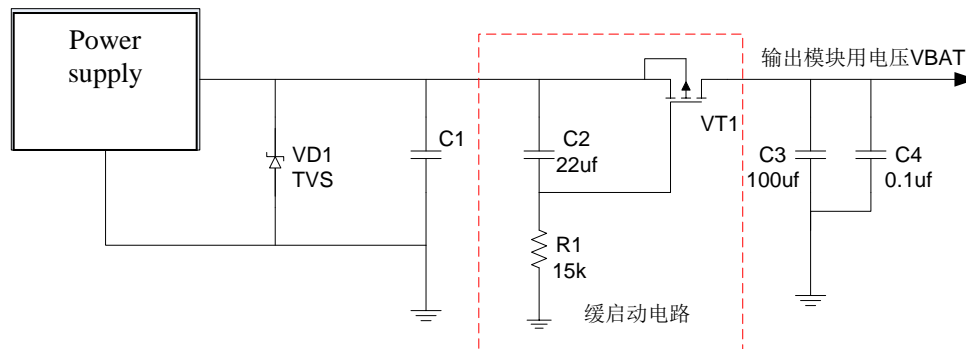 Power
supply
VD1
TVS
C1
C2
22uf
R1
15k
VT1
缓启动电路
输出模块用电压VBAT
C3
100uf
C4
0.1uf